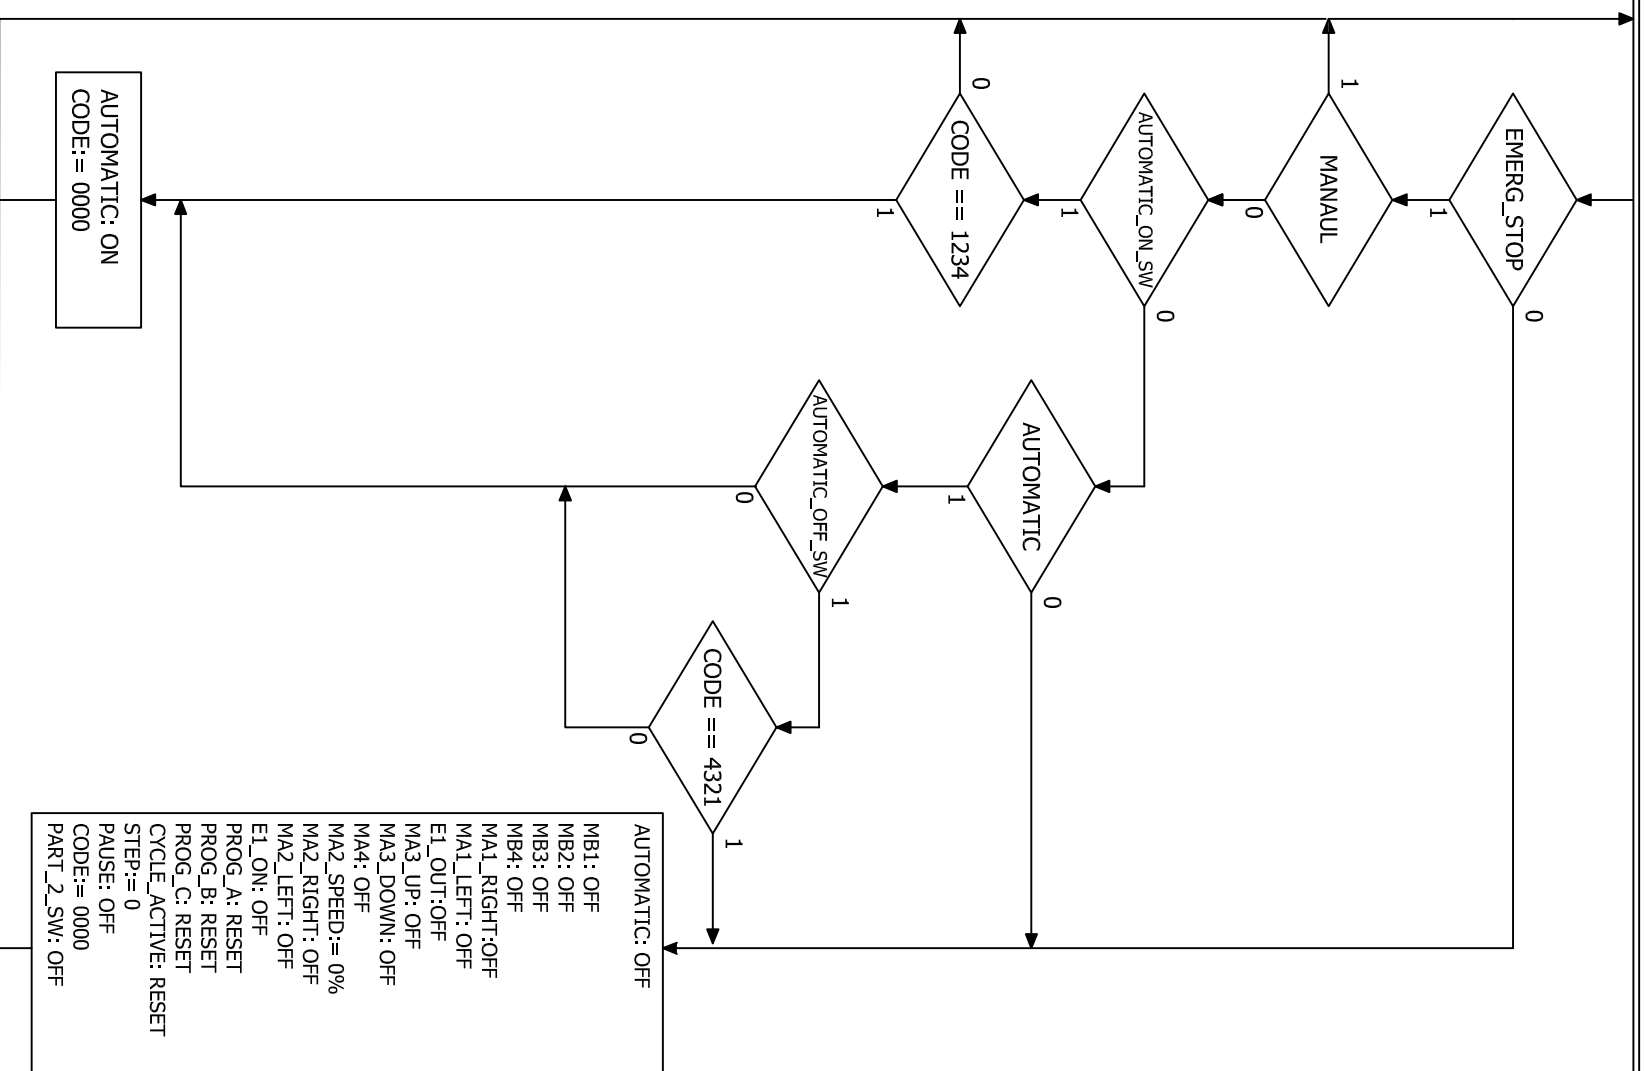 EMERG_STOP
1
0
MANAUL
1
0
AUTOMATIC_ON_SW
1
0
CODE == 1234
0
1
AUTOMATIC
1
0
AUTOMATIC_OFF_SW
0
1
CODE == 4321
0
1
AUTOMATIC: ON
CODE:= 0000
AUTOMATIC: OFF
MB1: OFF
MB2: OFF
MB3: OFF
MB4: OFF
MA1_RIGHT:OFF
MA1_LEFT: OFF
E1_OUT:OFF
MA3_UP: OFF
MA3_DOWN: OFF
MA4: OFF
MA2_SPEED:= 0%
MA2_RIGHT: OFF
MA2_LEFT: OFF
E1_ON: OFF
PROG_A: RESET
PROG_B: RESET
PROG_C: RESET
CYCLE_ACTIVE: RESET
STEP:= 0
PAUSE: OFF
CODE:= 0000
PART_2_SW: OFF